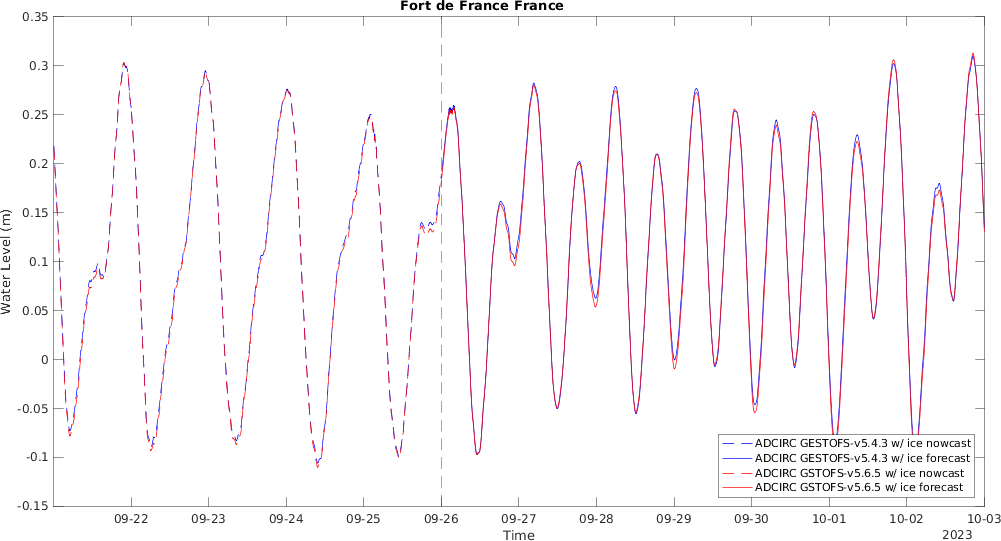 Fort de France France
0.35
0.3
0.25
0.2
0.15
0.1
0.05
0
-0.05
-0.1
-0.15
Water Level (m)
ADCIRC GESTOFS-v5.4.3 w/ ice nowcast
ADCIRC GESTOFS-v5.4.3 w/ ice forecast
ADCIRC GSTOFS-v5.6.5 w/ ice nowcast
ADCIRC GSTOFS-v5.6.5 w/ ice forecast
09-22 09-23 09-24 09-25 09-26 09-27 09-28 09-29 09-30 10-01 10-02 10-03
Time 2023